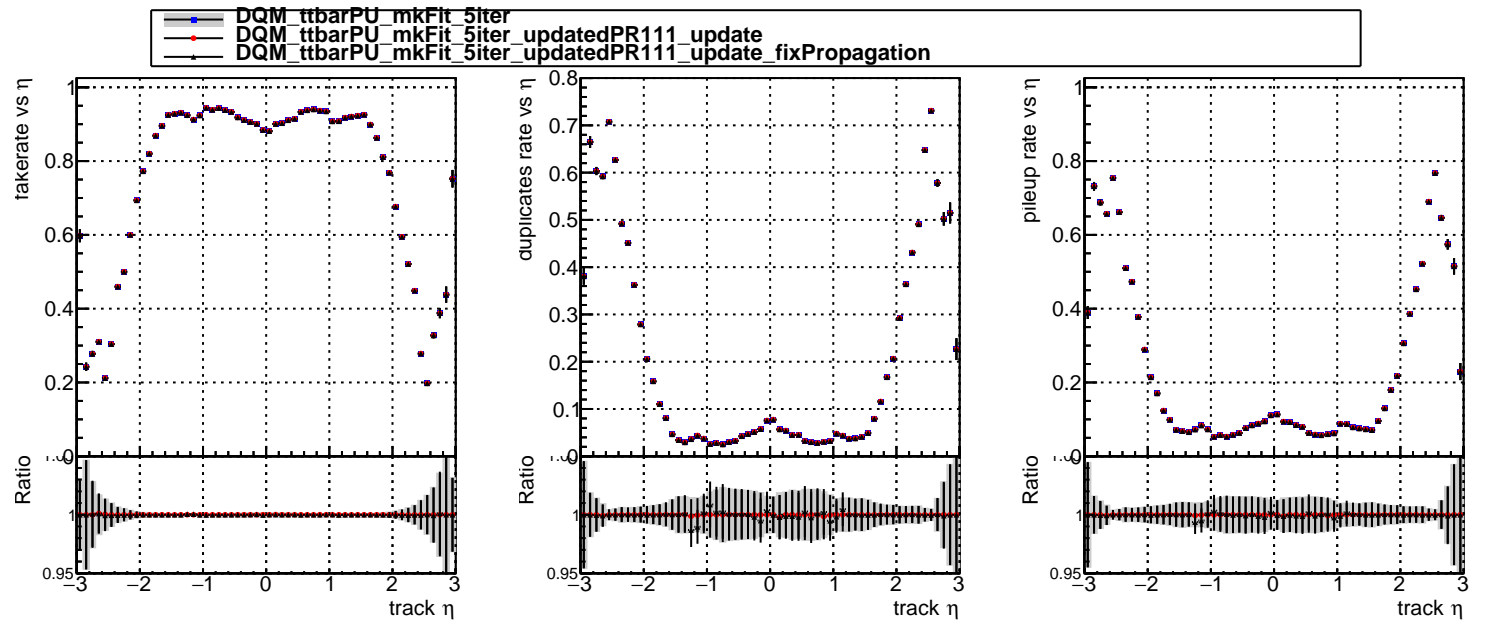 DQM_ttbarPU_mkFit_5iter
DQM_ttbarPU_mkFit_5iter_updatedPR111_update
DQM_ttbarPU_mkFit_5iter_updatedPR111_update_fixPropagation
fakerate vs η
1
0.8
0.6
0.4
0.2
Ratio
1
0.95
−3 −2 −1 0 1 2 3
track η
duplicates rate vs η
0.8
0.7
0.6
0.5
0.4
0.3
0.2
0.1
Ratio
1
0.95
−3 −2 −1 0 1 2 3
track η
pileup rate vs η
1
0.8
0.6
0.4
0.2
Ratio
1
0.95
−3 −2 −1 0 1 2 3
track η